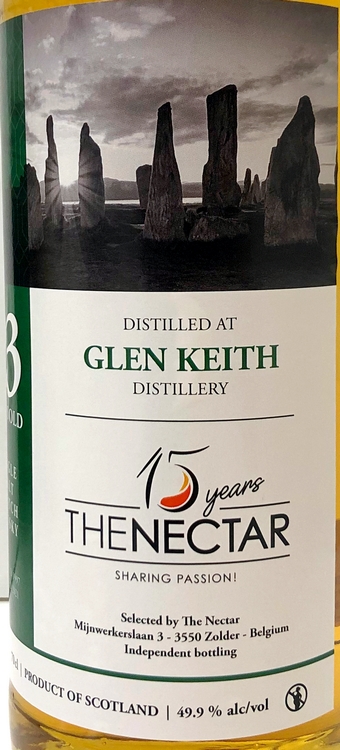 DISTILLED AT
GLEN KEITH
DISTILLERY
15 years
THENECTAR
SHARING PASSION!
Selected by The Nectar
Mijnwerkerslaan 3 - 3550 Zolder - Belgium
Independent bottling
PRODUCT OF SCOTLAND | 49.9 % alc/vol
OLD